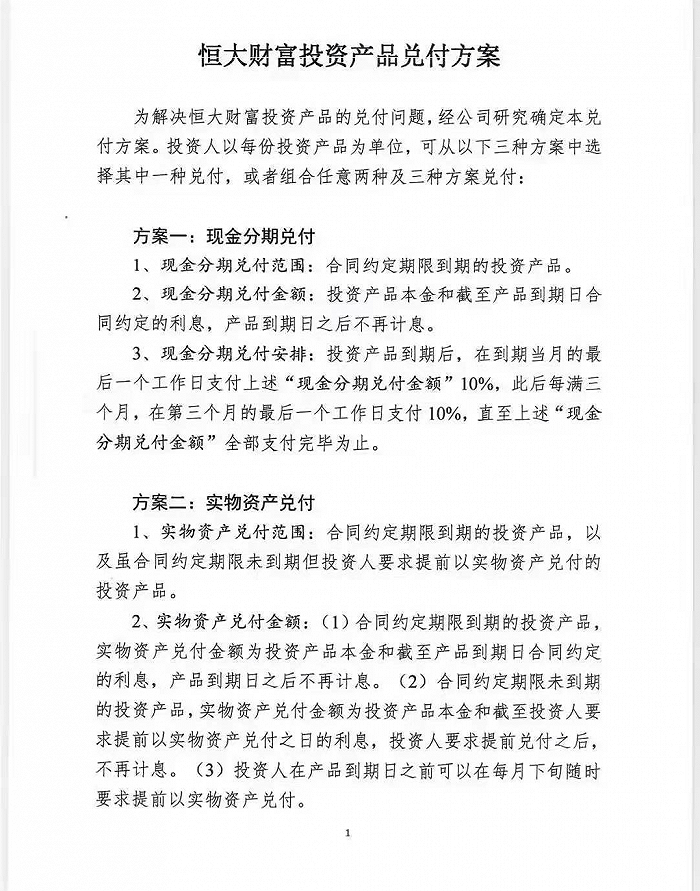 恒大财富投资产品兑付方案
为解决恒大财富投资产品的兑付问题，经公司研究确定本兑
付方案。投资人以每份投资产品为单位，可从以下三种方案中选
择其中一种兑付，或者组合任意两种及三种方案兑付：
方案一：现金分期兑付
1、现金分期兑付范围：合同约定期限到期的投资产品。
2、现金分期兑付金额：投资产品本金和截至产品到期日合
同约定的利息，产品到期日之后不再计息。
3、现金分期兑付安排：投资产品到期后，在到期当月的最
后一个工作日支付上述“现金分期兑付金额”10%，此后每满三
个月，在第三个月的最后一个工作日支付 10%，直至上述“现金
分期兑付金额”全部支付完毕为止。
方案二：实物资产兑付
1、实物资产兑付范围：合同约定期限到期的投资产品，以
及虽合同约定期限未到期但投资人要求提前以实物资产兑付的
投资产品。
2、实物资产兑付金额：（1）合同约定期限到期的投资产品，
实物资产兑付金额为投资产品本金和截至产品到期日合同约定
的利息，产品到期日之后不再计息。（2）合同约定期限未到期
的投资产品，实物资产兑付金额为投资产品本金和截至投资人要
求提前以实物资产兑付之日的利息，投资人要求提前兑付之后，
不再计息。（3）投资人在产品到期日之前可以在每月下旬随时
要求提前以实物资产兑付。
1